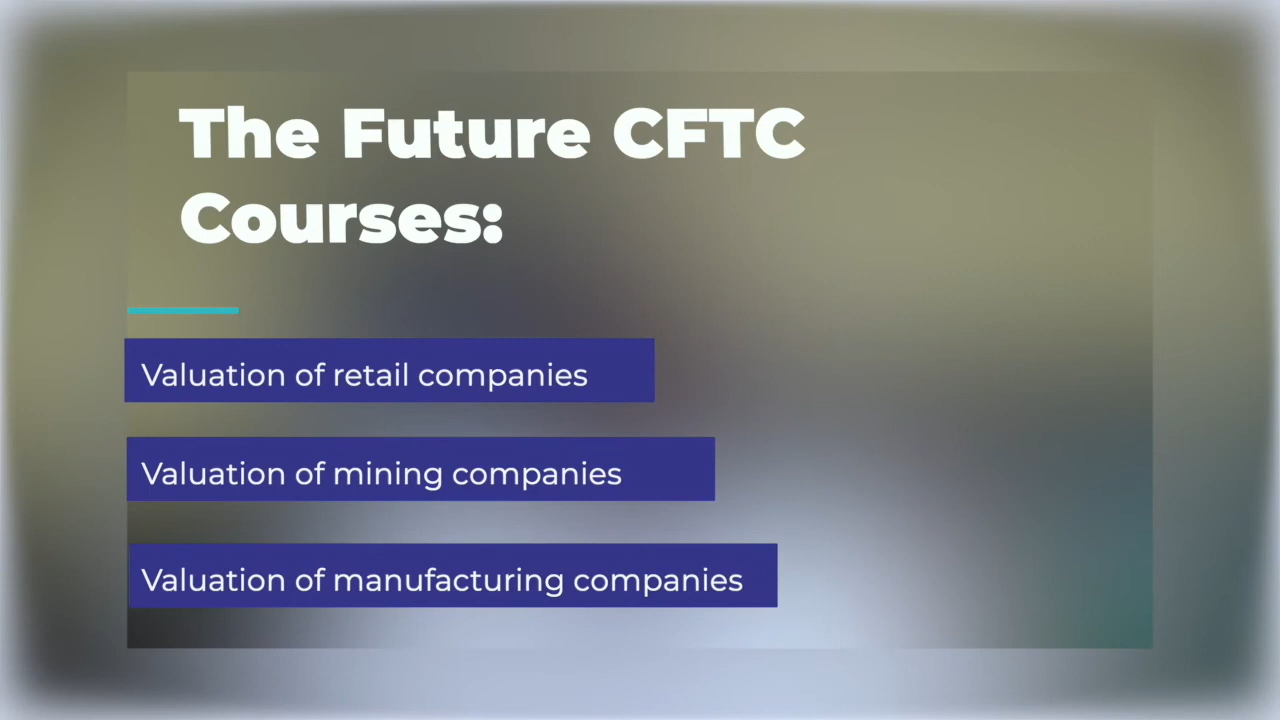 The Future CFTC
Courses:
Valuation of retail companies
Valuation of mining companies
Valuation of manufacturing companies